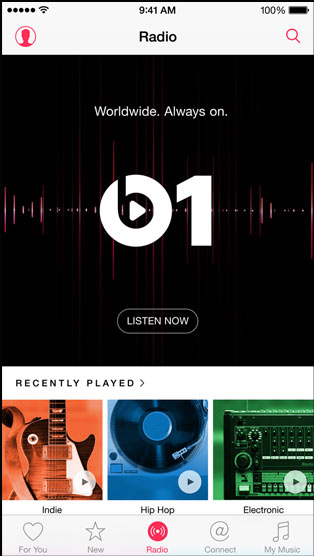 9:41 AM 100%
Radio
Worldwide. Always on.
1
LISTEN NOW
RECENTLY PLAYED >
Indie Hip Hop Electronic
For You New Radio Connect My Music